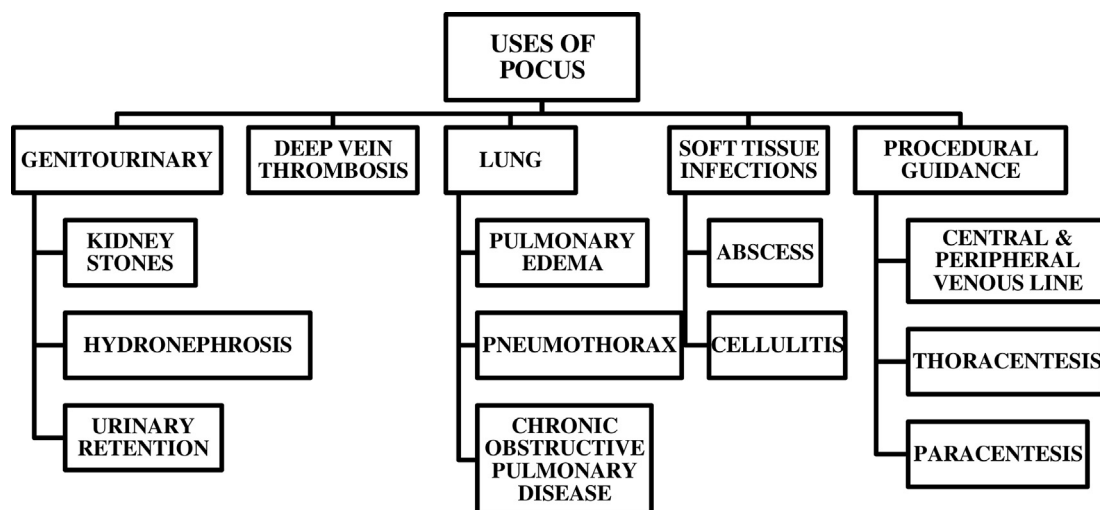 USES OF
POCUS
GENITOURINARY
DEEP VEIN
THROMBOSIS
LUNG
SOFT TISSUE
INFECTIONS
PROCEDURAL
GUIDANCE
KIDNEY
STONES
HYDRONEPHROSIS
URINARY
RETENTION
PULMONARY
EDEMA
PNEUMOTHORAX
CHRONIC
OBSTRUCTIVE
PULMONARY
DISEASE
ABSCESS
CELLULITIS
CENTRAL &
PERIPHERAL
VENOUS LINE
THORACENTESIS
PARACENTESIS